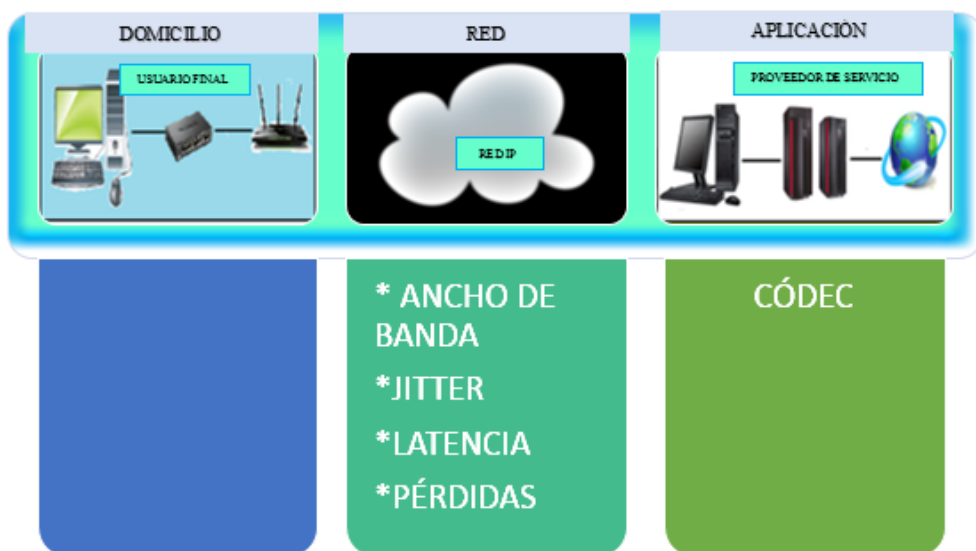 DOMICILIO
RED
APLICACIÓN
USUARIO FINAL
RED IP
PROVEEDOR DE SERVICIO
* ANCHO DE
BANDA
*JITTER
*LATENCIA
*PÉRDIDAS
CÓDEC